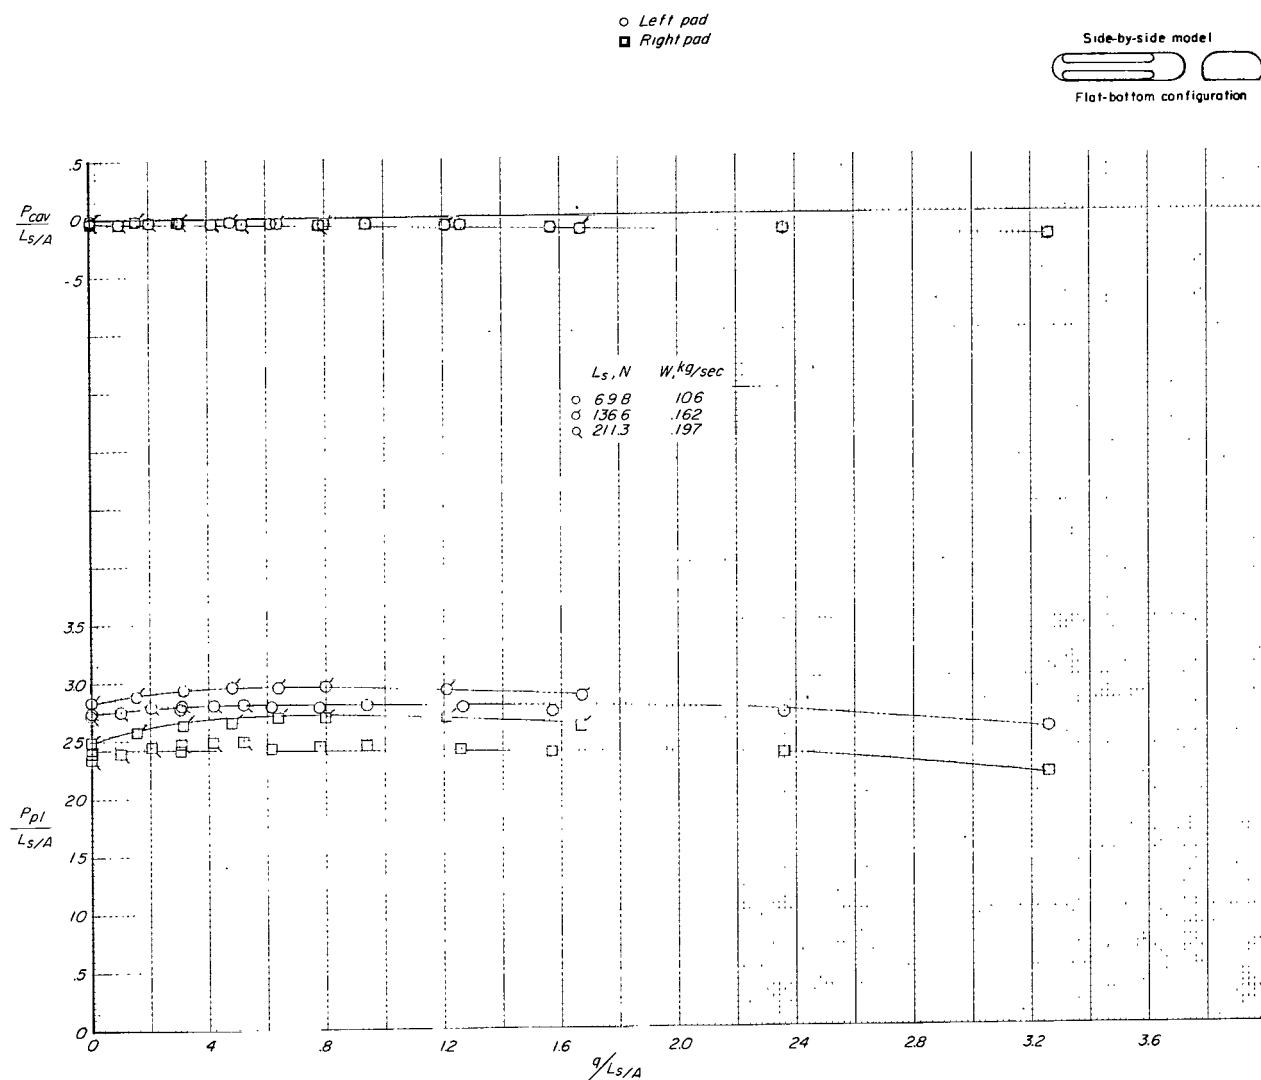 Left pad
Right pad
Side-by-side model
Flat-bottom configuration
.5
0
-.5
P_cav
L_S/A
L_s, N W, kg/sec
69.8 .106
136.6 .162
211.3 .197
3.5
3.0
2.5
2.0
1.5
1.0
.5
0
P_pl
L_S/A
0 .4 .8 1.2 1.6 2.0 2.4 2.8 3.2 3.6
q/L_S/A